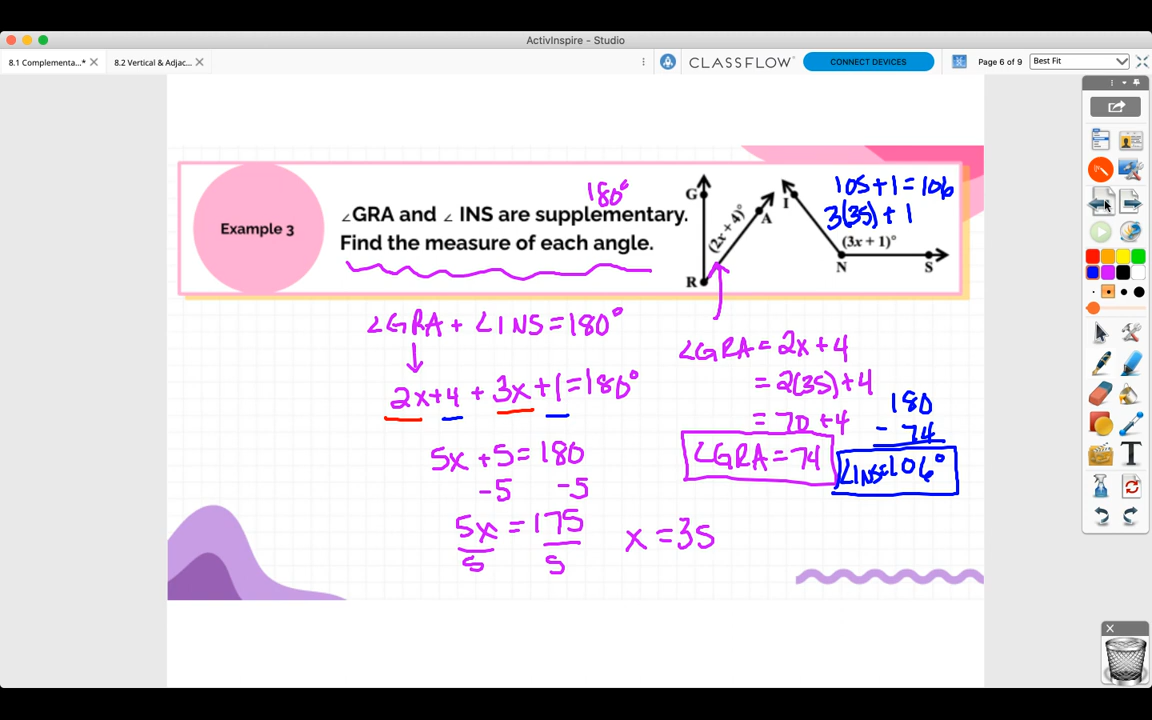 ActivInspire - Studio
8.1 Complementa...*
8.2 Vertical & Adjac...
CLASSFLOW
CONNECT DEVICES
Page 6 of 9
Best Fit
Example 3
180°
∠GRA and ∠ INS are supplementary.
Find the measure of each angle.
G
A
R
(2x + 4)°
I
N
S
(3x + 1)°
105+1=106
3(35)+1
∠GRA + ∠INS=180°
2x+4 + 3x+1=180°
5x +5=180
-5 -5
5x = 175
5 5
x =35
∠GRA = 2x+4
= 2(35)+4
= 70 +4
∠GRA = 74
180
- 74
∠INS=106°
T
X